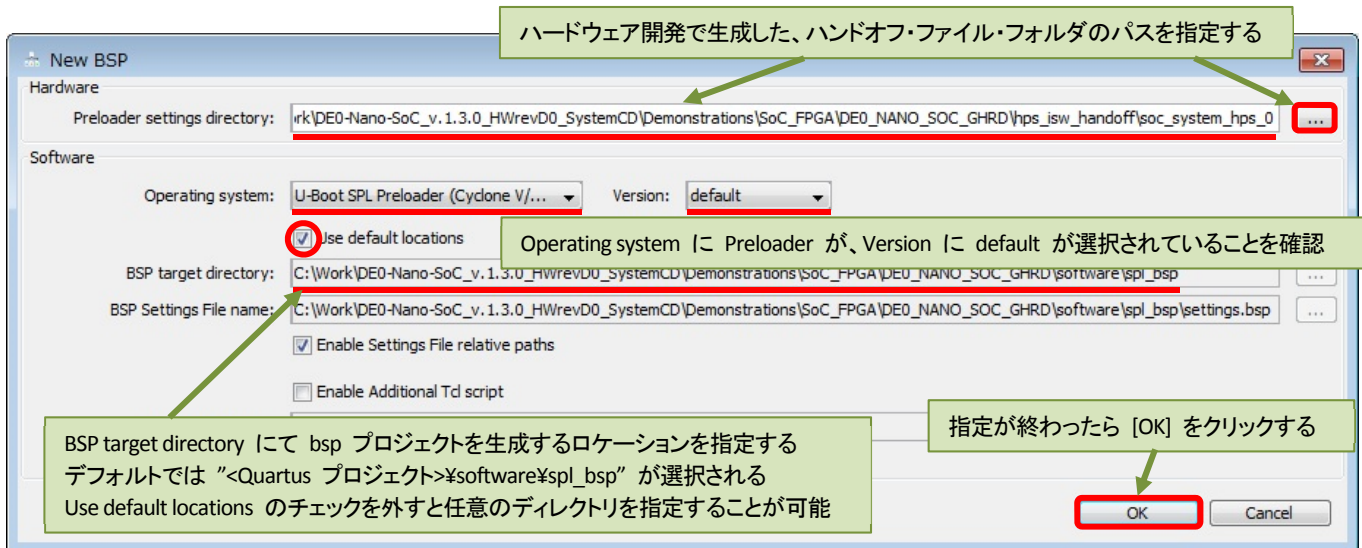 ハードウェア開発で生成した、ハンドオフ・ファイル・フォルダのパスを指定する
New BSP
Hardware
Preloader settings directory: rk\DE0-Nano-SoC_v.1.3.0_HWrevD0_SystemCD\Demonstrations\SoC_FPGA\DE0_NANO_SOC_GHRD\hps_isw_handoff\soc_system_hps_0 ...
Software
Operating system: U-Boot SPL Preloader (Cyclone V/... Version: default
Use default locations
Operating system に Preloader が、Version に default が選択されていることを確認
BSP target directory: C:\Work\DE0-Nano-SoC_v.1.3.0_HWrevD0_SystemCD\Demonstrations\SoC_FPGA\DE0_NANO_SOC_GHRD\software\spl_bsp ...
BSP Settings File name: C:\Work\DE0-Nano-SoC_v.1.3.0_HWrevD0_SystemCD\Demonstrations\SoC_FPGA\DE0_NANO_SOC_GHRD\software\spl_bsp\settings.bsp ...
Enable Settings File relative paths
Enable Additional Tcl script
BSP target directory にて bsp プロジェクトを生成するロケーションを指定する
デフォルトでは ”<Quartus プロジェクト>¥software¥spl_bsp” が選択される
Use default locations のチェックを外すと任意のディレクトリを指定することが可能
指定が終わったら [OK] をクリックする
OK Cancel